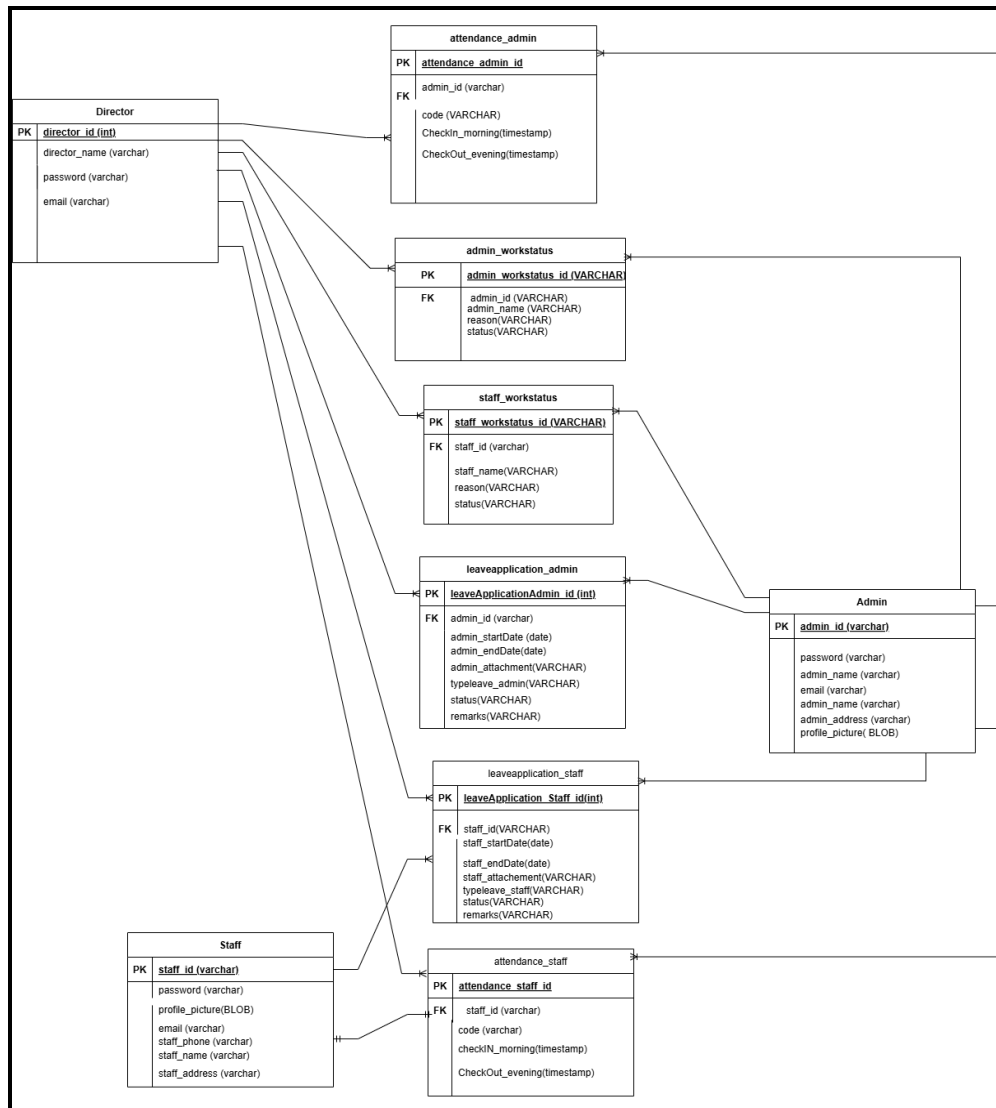 attendance_admin
PK attendance_admin_id
FK admin_id (varchar)
code (VARCHAR)
CheckIn_morning(timestamp)
CheckOut_evening(timestamp)
Director
PK director_id (int)
director_name (varchar)
password (varchar)
email (varchar)
admin_workstatus
PK admin_workstatus_id (VARCHAR)
FK admin_id (VARCHAR)
admin_name (VARCHAR)
reason(VARCHAR)
status(VARCHAR)
staff_workstatus
PK staff_workstatus_id (VARCHAR)
FK staff_id (varchar)
staff_name(VARCHAR)
reason(VARCHAR)
status(VARCHAR)
leaveapplication_admin
PK leaveApplicationAdmin_id (int)
FK admin_id (varchar)
admin_startDate (date)
admin_endDate(date)
admin_attachment(VARCHAR)
typeleave_admin(VARCHAR)
status(VARCHAR)
remarks(VARCHAR)
Admin
PK admin_id (varchar)
password (varchar)
admin_name (varchar)
email (varchar)
admin_name (varchar)
admin_address (varchar)
profile_picture( BLOB)
leaveapplication_staff
PK leaveApplication_Staff_id(int)
FK staff_id(VARCHAR)
staff_startDate(date)
staff_endDate(date)
staff_attachement(VARCHAR)
typeleave_staff(VARCHAR)
status(VARCHAR)
remarks(VARCHAR)
Staff
PK staff_id (varchar)
password (varchar)
profile_picture(BLOB)
email (varchar)
staff_phone (varchar)
staff_name (varchar)
staff_address (varchar)
attendance_staff
PK attendance_staff_id
FK staff_id (varchar)
code (varchar)
checkIN_morning(timestamp)
CheckOut_evening(timestamp)